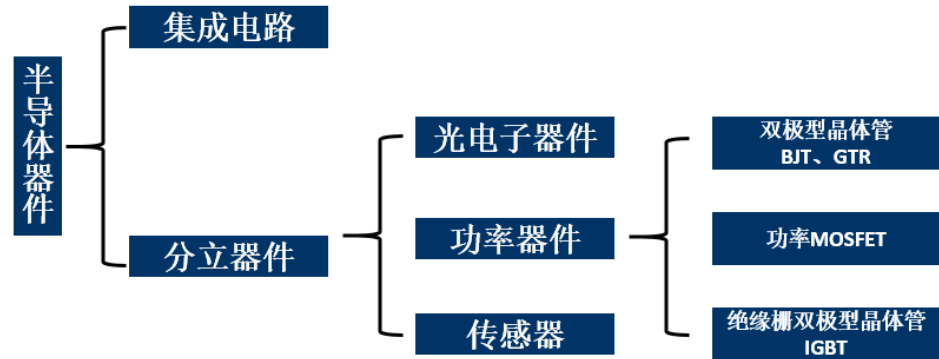 半导体器件
集成电路
分立器件
光电子器件
功率器件
传感器
双极型晶体管
BJT、GTR
功率MOSFET
绝缘栅双极型晶体管
IGBT